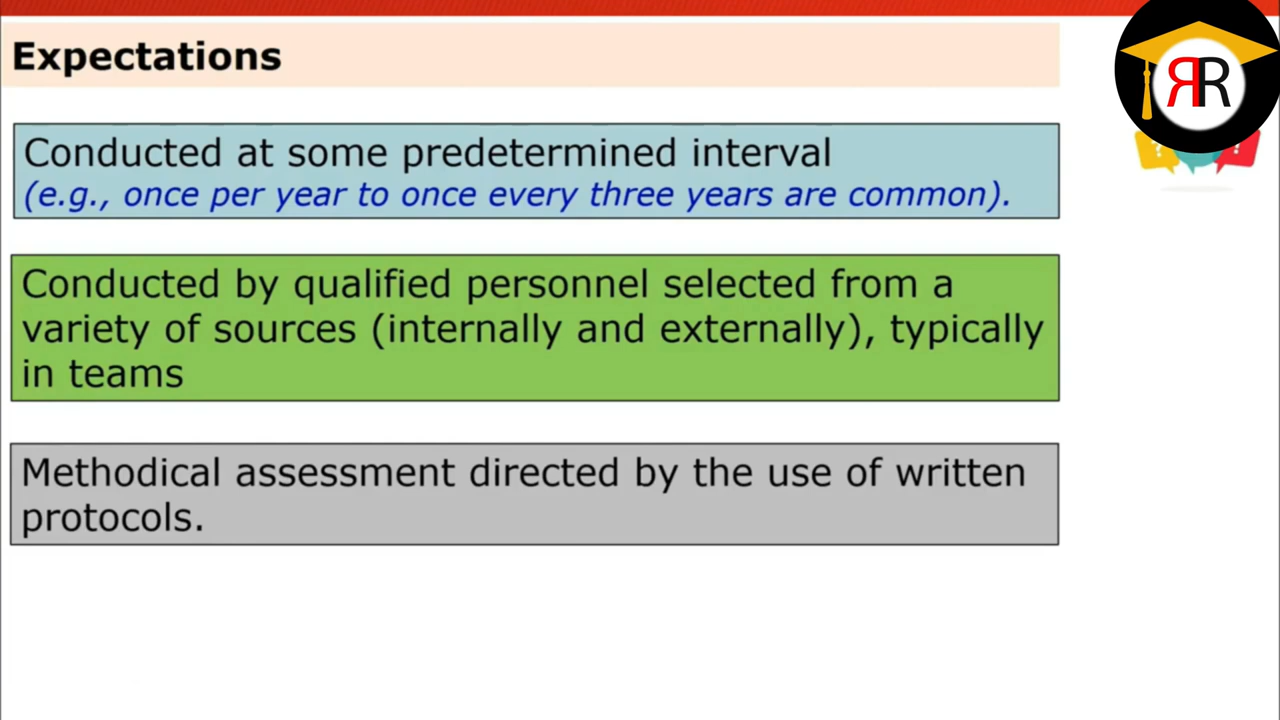 Expectations
ЯR
Conducted at some predetermined interval
(e.g., once per year to once every three years are common).
? ?
Conducted by qualified personnel selected from a
variety of sources (internally and externally), typically
in teams
Methodical assessment directed by the use of written
protocols.